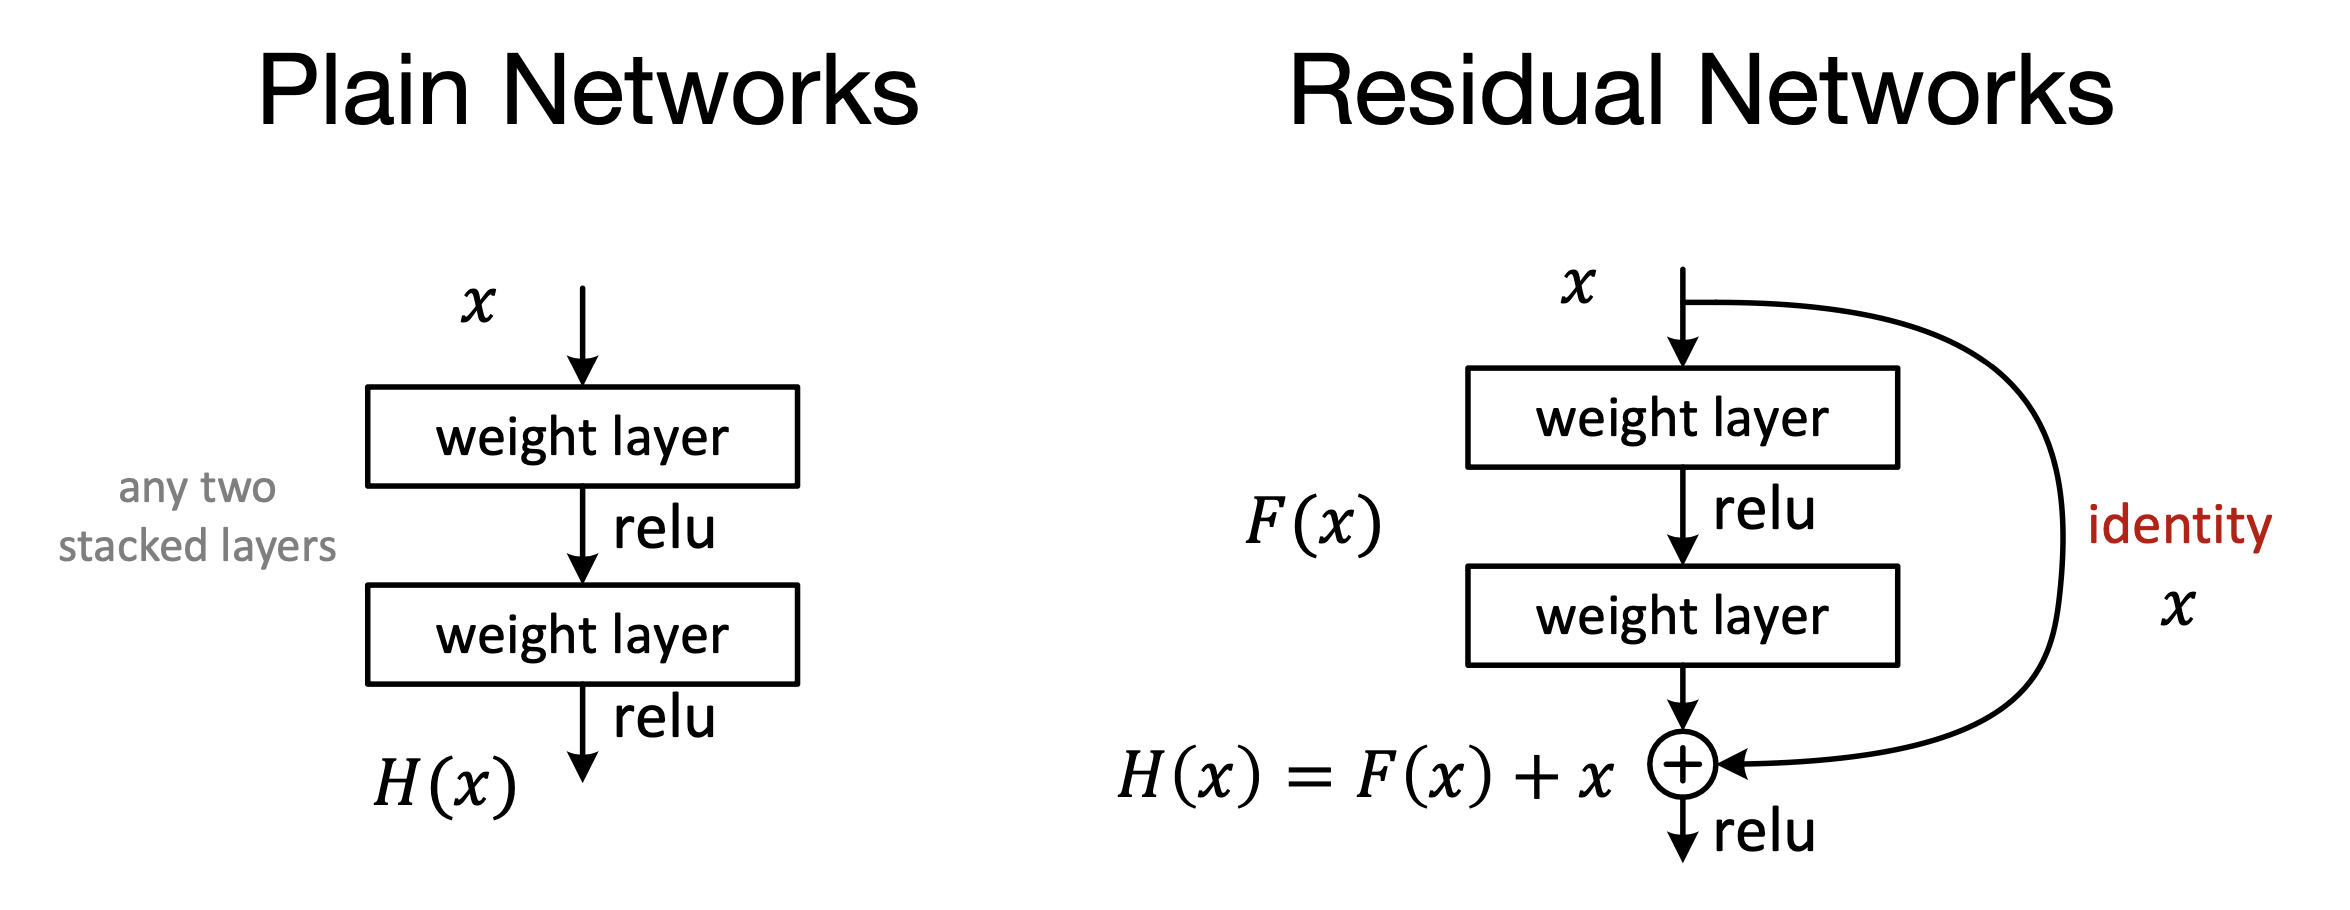 Plain Networks
x
weight layer
any two
stacked layers
relu
weight layer
relu
H(x)
Residual Networks
x
weight layer
F(x)
relu
identity
x
weight layer
H(x) = F(x) + x
+
relu